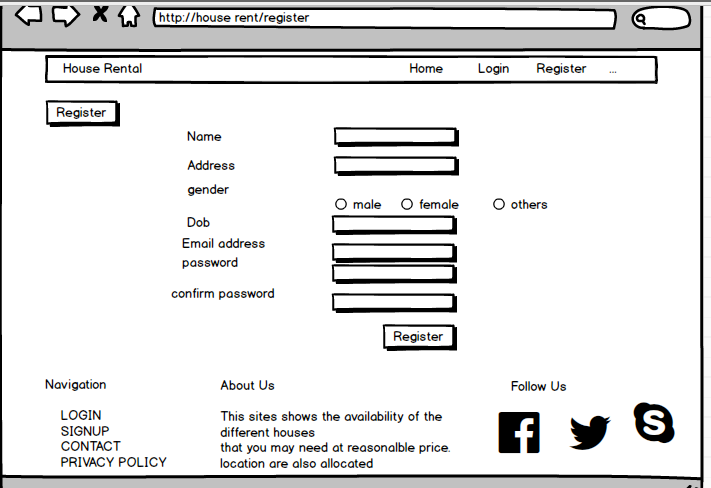 http://house rent/register
House Rental Home Login Register ...
Register
Name
Address
gender
male female others
Dob
Email address
password
confirm password
Register
Navigation About Us Follow Us
LOGIN
SIGNUP
CONTACT
PRIVACY POLICY
This sites shows the availability of the
different houses
that you may need at reasonalble price.
location are also allocated